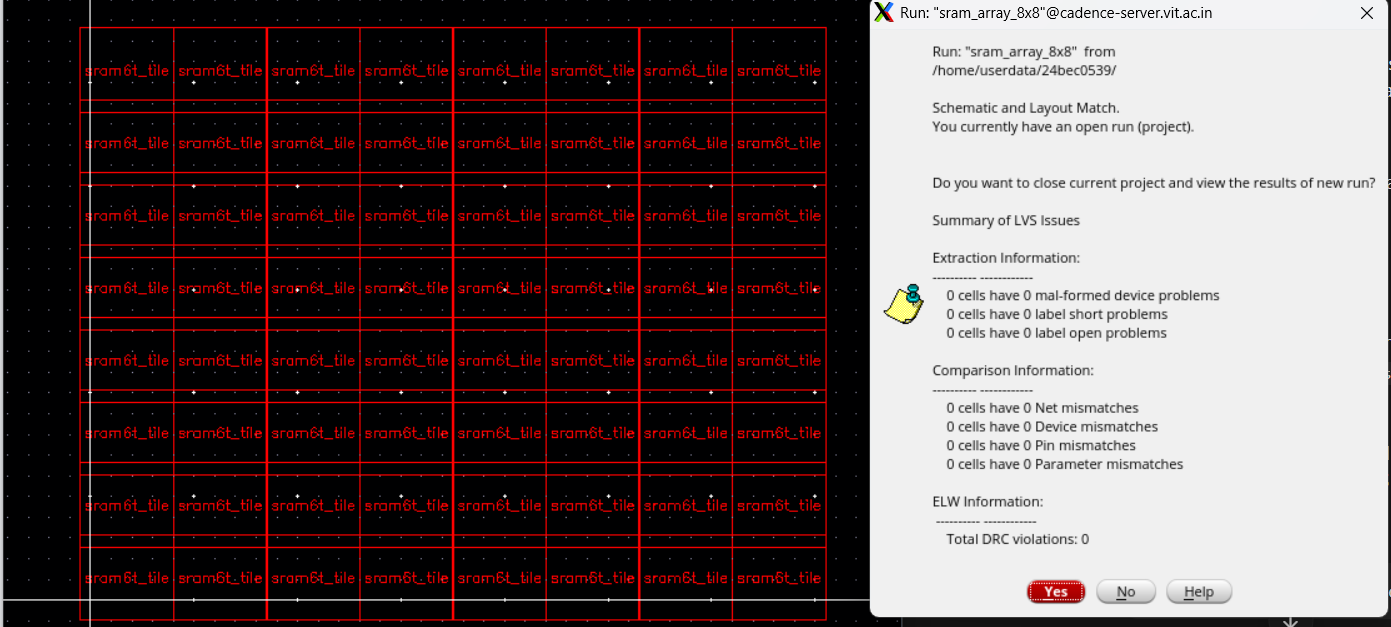 sram6t_tile sram6t_tile sram6t_tile sram6t_tile sram6t_tile sram6t_tile sram6t_tile sram6t_tile
sram6t_tile sram6t_tile sram6t_tile sram6t_tile sram6t_tile sram6t_tile sram6t_tile sram6t_tile
sram6t_tile sram6t_tile sram6t_tile sram6t_tile sram6t_tile sram6t_tile sram6t_tile sram6t_tile
sram6t_tile sram6t_tile sram6t_tile sram6t_tile sram6t_tile sram6t_tile sram6t_tile sram6t_tile
sram6t_tile sram6t_tile sram6t_tile sram6t_tile sram6t_tile sram6t_tile sram6t_tile sram6t_tile
sram6t_tile sram6t_tile sram6t_tile sram6t_tile sram6t_tile sram6t_tile sram6t_tile sram6t_tile
sram6t_tile sram6t_tile sram6t_tile sram6t_tile sram6t_tile sram6t_tile sram6t_tile sram6t_tile
sram6t_tile sram6t_tile sram6t_tile sram6t_tile sram6t_tile sram6t_tile sram6t_tile sram6t_tile
Run: "sram_array_8x8"@cadence-server.vit.ac.in
Run: "sram_array_8x8" from
/home/userdata/24bec0539/
Schematic and Layout Match.
You currently have an open run (project).
Do you want to close current project and view the results of new run?
Summary of LVS Issues
Extraction Information:
---------- ------------
0 cells have 0 mal-formed device problems
0 cells have 0 label short problems
0 cells have 0 label open problems
Comparison Information:
---------- ------------
0 cells have 0 Net mismatches
0 cells have 0 Device mismatches
0 cells have 0 Pin mismatches
0 cells have 0 Parameter mismatches
ELW Information:
---------- ------------
Total DRC violations: 0
Yes No Help